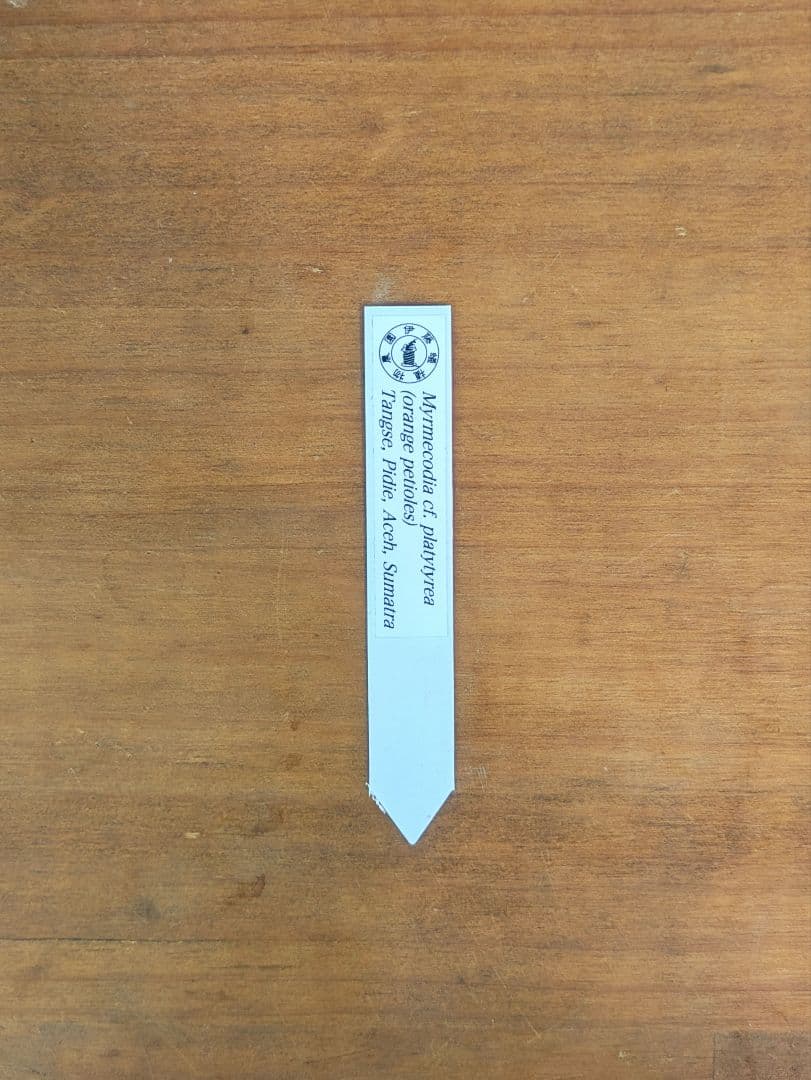 Myrmecodia cf. platytyrea
(orange petioles)
Tangse, Pidie, Aceh, Sumatra